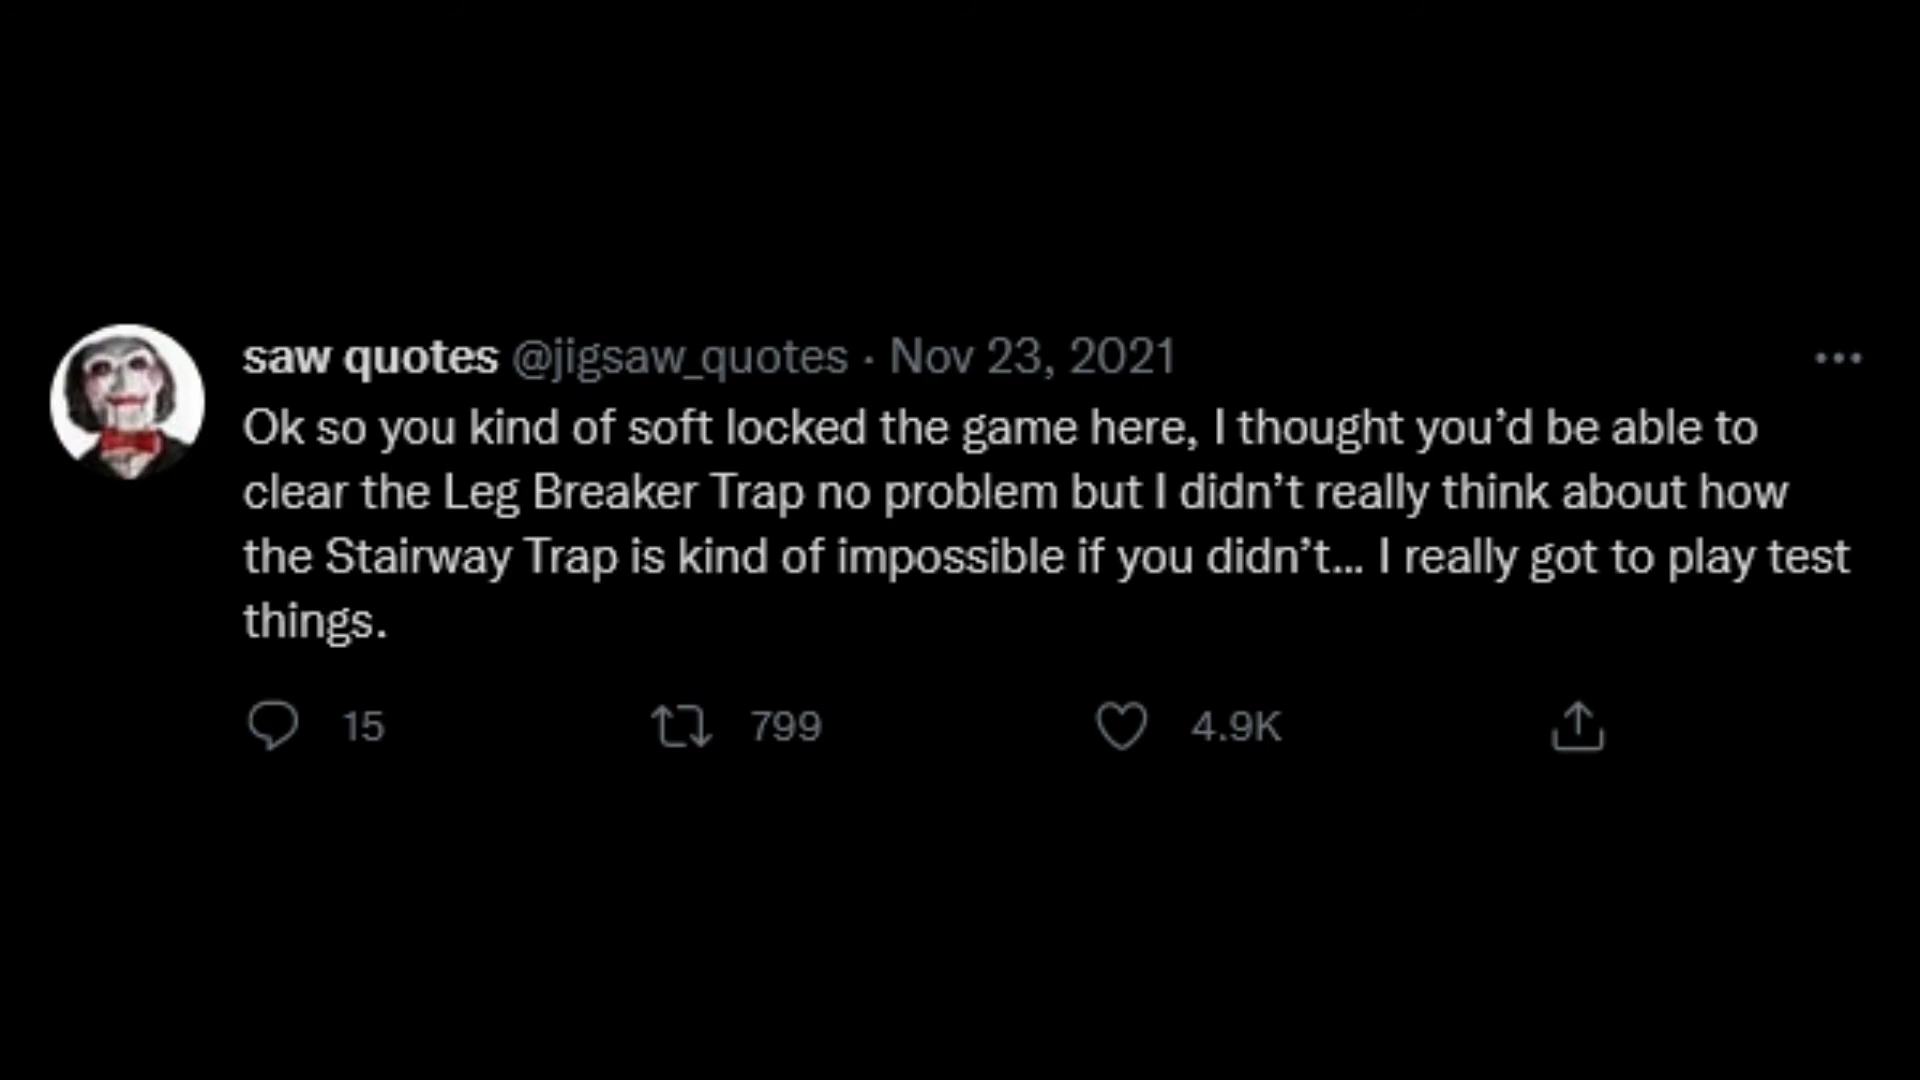 saw quotes @jigsaw_quotes · Nov 23, 2021
Ok so you kind of soft locked the game here, I thought you’d be able to
clear the Leg Breaker Trap no problem but I didn’t really think about how
the Stairway Trap is kind of impossible if you didn’t... I really got to play test
things.
15 799 4.9K